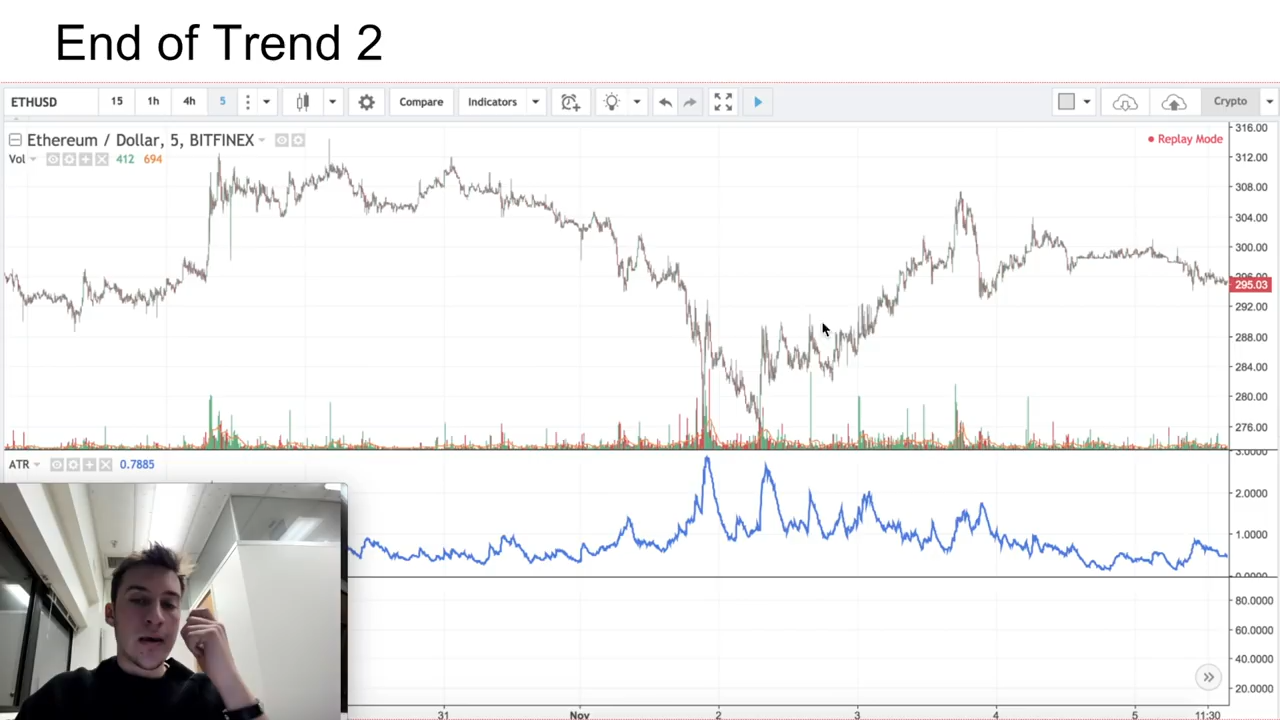 End of Trend 2
ETHUSD 15 1h 4h 5 Compare Indicators Crypto
Ethereum / Dollar, 5, BITFINEX
Replay Mode
Vol 412 694
316.00
312.00
308.00
304.00
300.00
296.00
295.03
292.00
288.00
284.00
280.00
276.00
ATR 0.7885
3.0000
2.0000
1.0000
0.0000
80.0000
60.0000
40.0000
20.0000
31 Nov 2 3 4 5 11:30